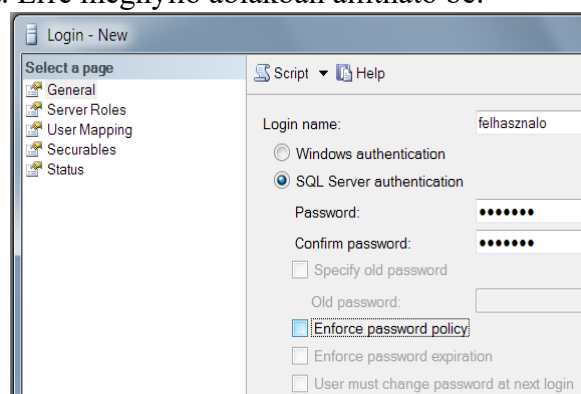 . Erre megnyíló ablakban állítható be.
Login - New
Select a page
General
Server Roles
User Mapping
Securables
Status
Script Help
Login name: felhasznalo
Windows authentication
SQL Server authentication
Password: •••••••
Confirm password: •••••••
Specify old password
Old password:
Enforce password policy
Enforce password expiration
User must change password at next login